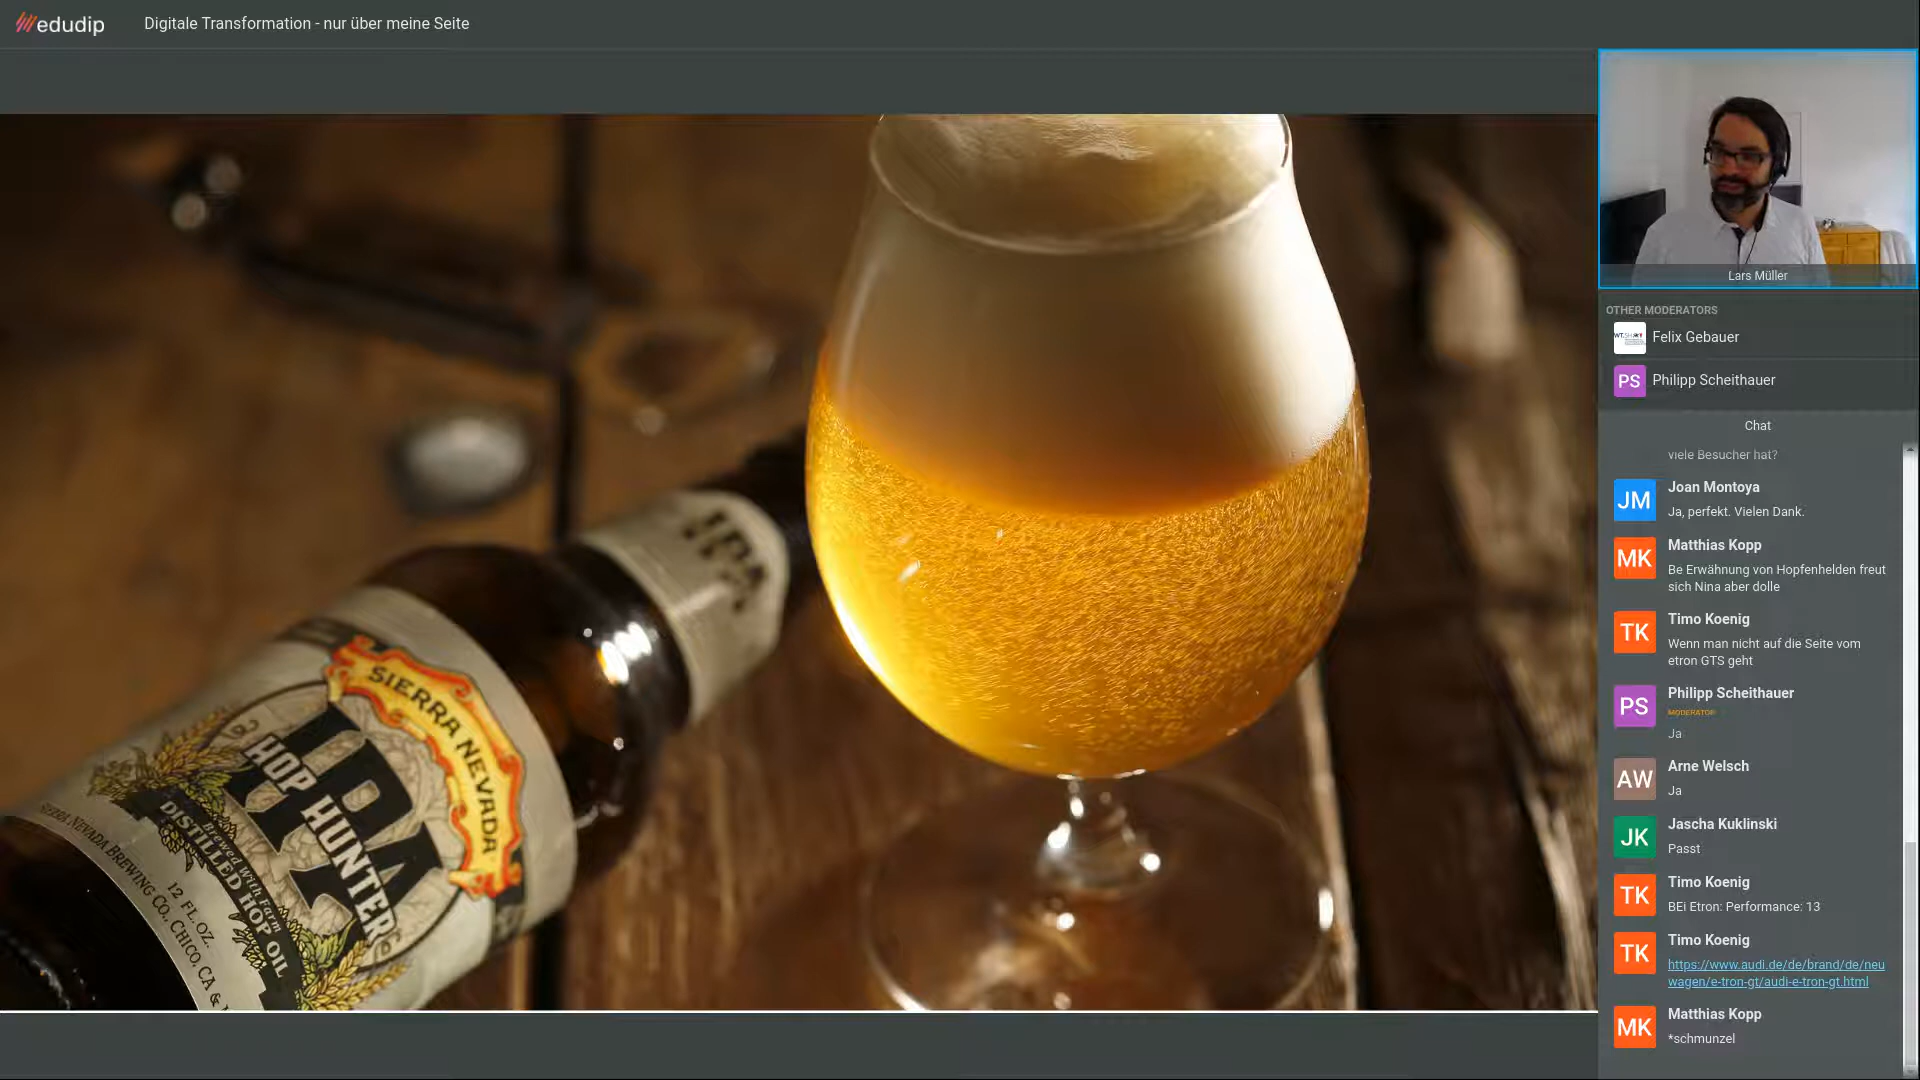 edudip
Digitale Transformation - nur über meine Seite
Lars Müller
OTHER MODERATORS
Felix Gebauer
PS
Philipp Scheithauer
Chat
viele Besucher hat?
JM
Joan Montoya
Ja, perfekt. Vielen Dank.
MK
Matthias Kopp
Be Erwähnung von Hopfenhelden freut
sich Nina aber dolle
TK
Timo Koenig
Wenn man nicht auf die Seite vom
etron GTS geht
PS
Philipp Scheithauer
MODERATOR
Ja
AW
Arne Welsch
Ja
JK
Jascha Kuklinski
Passt
TK
Timo Koenig
BEi Etron: Performance: 13
TK
Timo Koenig
https://www.audi.de/de/brand/de/neu
wagen/e-tron-gt/audi-e-tron-gt.html
MK
Matthias Kopp
*schmunzel
IPA
SIERRA NEVADA
IPA
HOP HUNTER
Brewed With Farm
DISTILLED HOP OIL
12 FL. OZ.
SIERRA NEVADA BREWING CO., CHICO, CA &